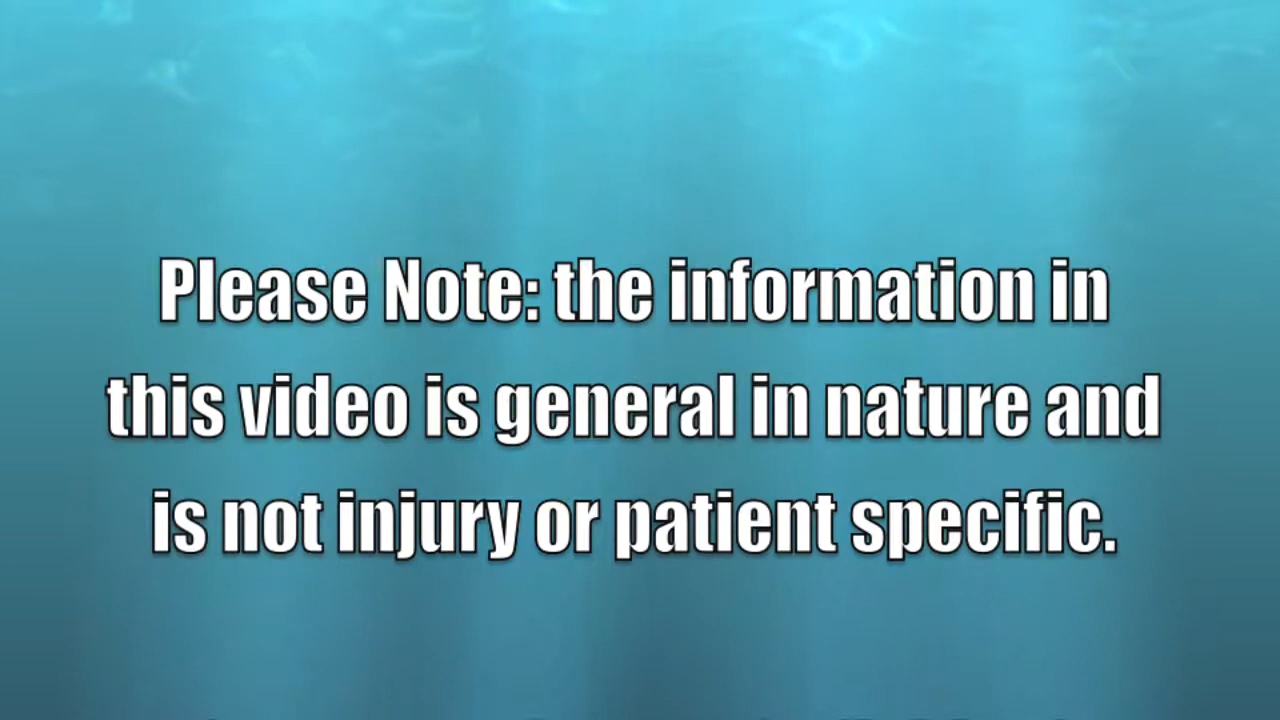 Please Note: the information in
this video is general in nature and
is not injury or patient specific.